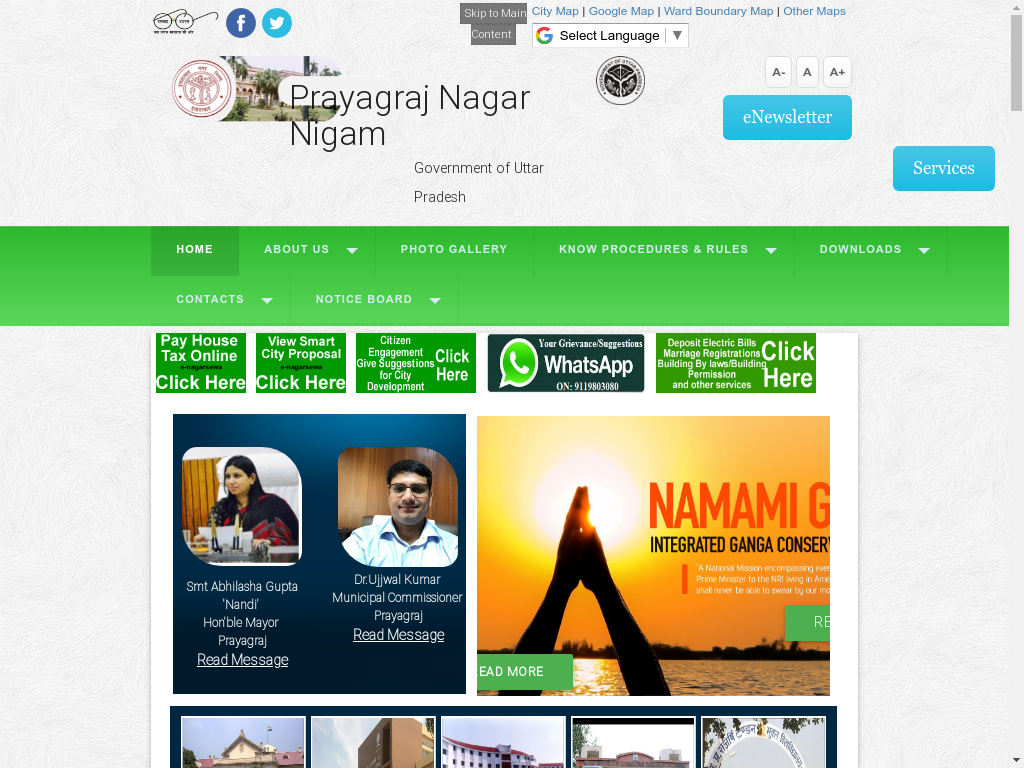 Skip to Main
Content
City Map | Google Map | Ward Boundary Map | Other Maps
Select Language ▼
A- A A+
Prayagraj Nagar
Nigam
Government of Uttar
Pradesh
eNewsletter
Services
HOME ABOUT US PHOTO GALLERY KNOW PROCEDURES & RULES DOWNLOADS
CONTACTS NOTICE BOARD
Pay House
Tax Online
e-nagarsewa
Click Here
View Smart
City Proposal
e-nagarsewa
Click Here
Citizen
Engagement
Give Suggestions
for City
Development
Click
Here
Your Grievance/Suggestions
WhatsApp
ON: 9119803080
Deposit Electric Bills
Marriage Registrations
Building By laws/Building
Permission
and other services
Click
Here
Smt Abhilasha Gupta
'Nandi'
Hon'ble Mayor
Prayagraj
Read Message
Dr.Ujjwal Kumar
Municipal Commissioner
Prayagraj
Read Message
NAMAMI G
INTEGRATED GANGA CONSERV
"A National Mission encompassing ever
Prime Minister to the NRI living in Ame
shall never be able to swear by our mo
RE
EAD MORE